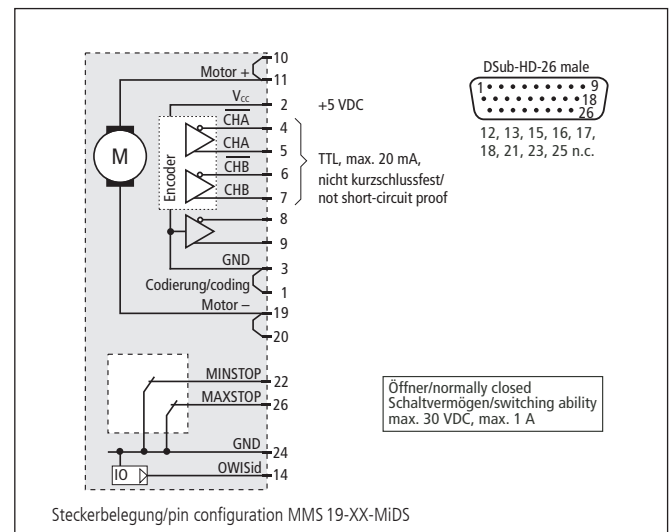 10
Motor +
11
DSub-HD-26 male
1 9
18
26
12, 13, 15, 16, 17,
18, 21, 23, 25 n.c.
Vcc
2
+5 VDC
CHA
4
CHA
5
CHB
6
CHB
7
TTL, max. 20 mA,
nicht kurzschlussfest/
not short-circuit proof
M
Encoder
8
9
GND
3
Codierung/coding
1
Motor –
19
20
MINSTOP
22
MAXSTOP
26
Öffner/normally closed
Schaltvermögen/switching ability
max. 30 VDC, max. 1 A
GND
24
IO
OWISid
14
Steckerbelegung/pin configuration MMS 19-XX-MiDS